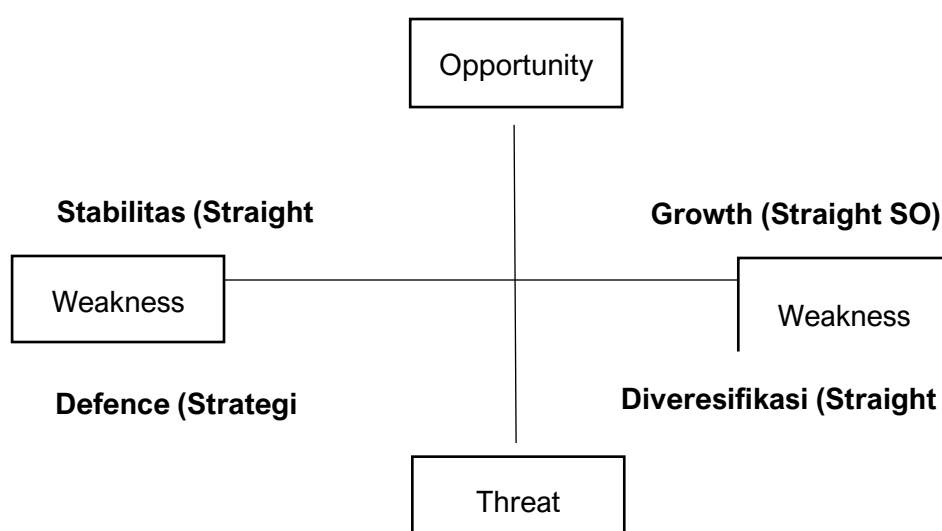 Opportunity
Stabilitas (Straight
Growth (Straight SO)
Weakness
Weakness
Defence (Strategi
Diveresifikasi (Straight
Threat